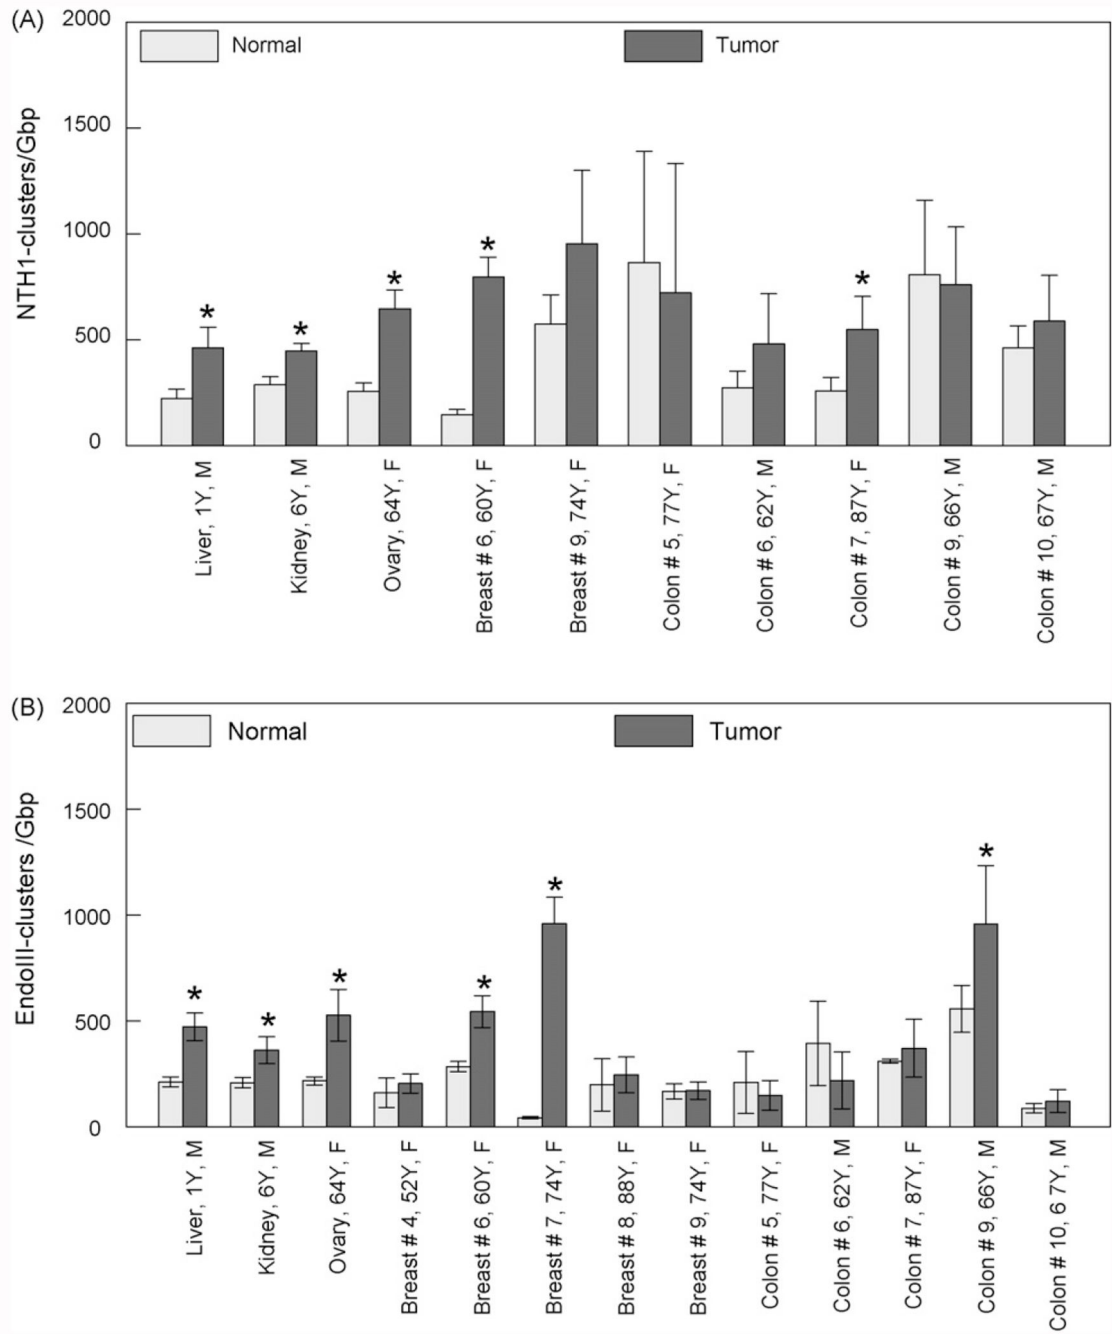 (A)
2000
1500
1000
500
0
NTH1-clusters/Gbp
Normal
Tumor
*
*
*
*
*
Liver, 1Y, M
Kidney, 6Y, M
Ovary, 64Y, F
Breast # 6, 60Y, F
Breast # 9, 74Y, F
Colon # 5, 77Y, F
Colon # 6, 62Y, M
Colon # 7, 87Y, F
Colon # 9, 66Y, M
Colon # 10, 67Y, M
(B)
2000
1500
1000
500
0
EndoIII-clusters /Gbp
Normal
Tumor
*
*
*
*
*
*
Liver, 1Y, M
Kidney, 6Y, M
Ovary, 64Y, F
Breast # 4, 52Y, F
Breast # 6, 60Y, F
Breast # 7, 74Y, F
Breast # 8, 88Y, F
Breast # 9, 74Y, F
Colon # 5, 77Y, F
Colon # 6, 62Y, M
Colon # 7, 87Y, F
Colon # 9, 66Y, M
Colon # 10, 6 7Y, M